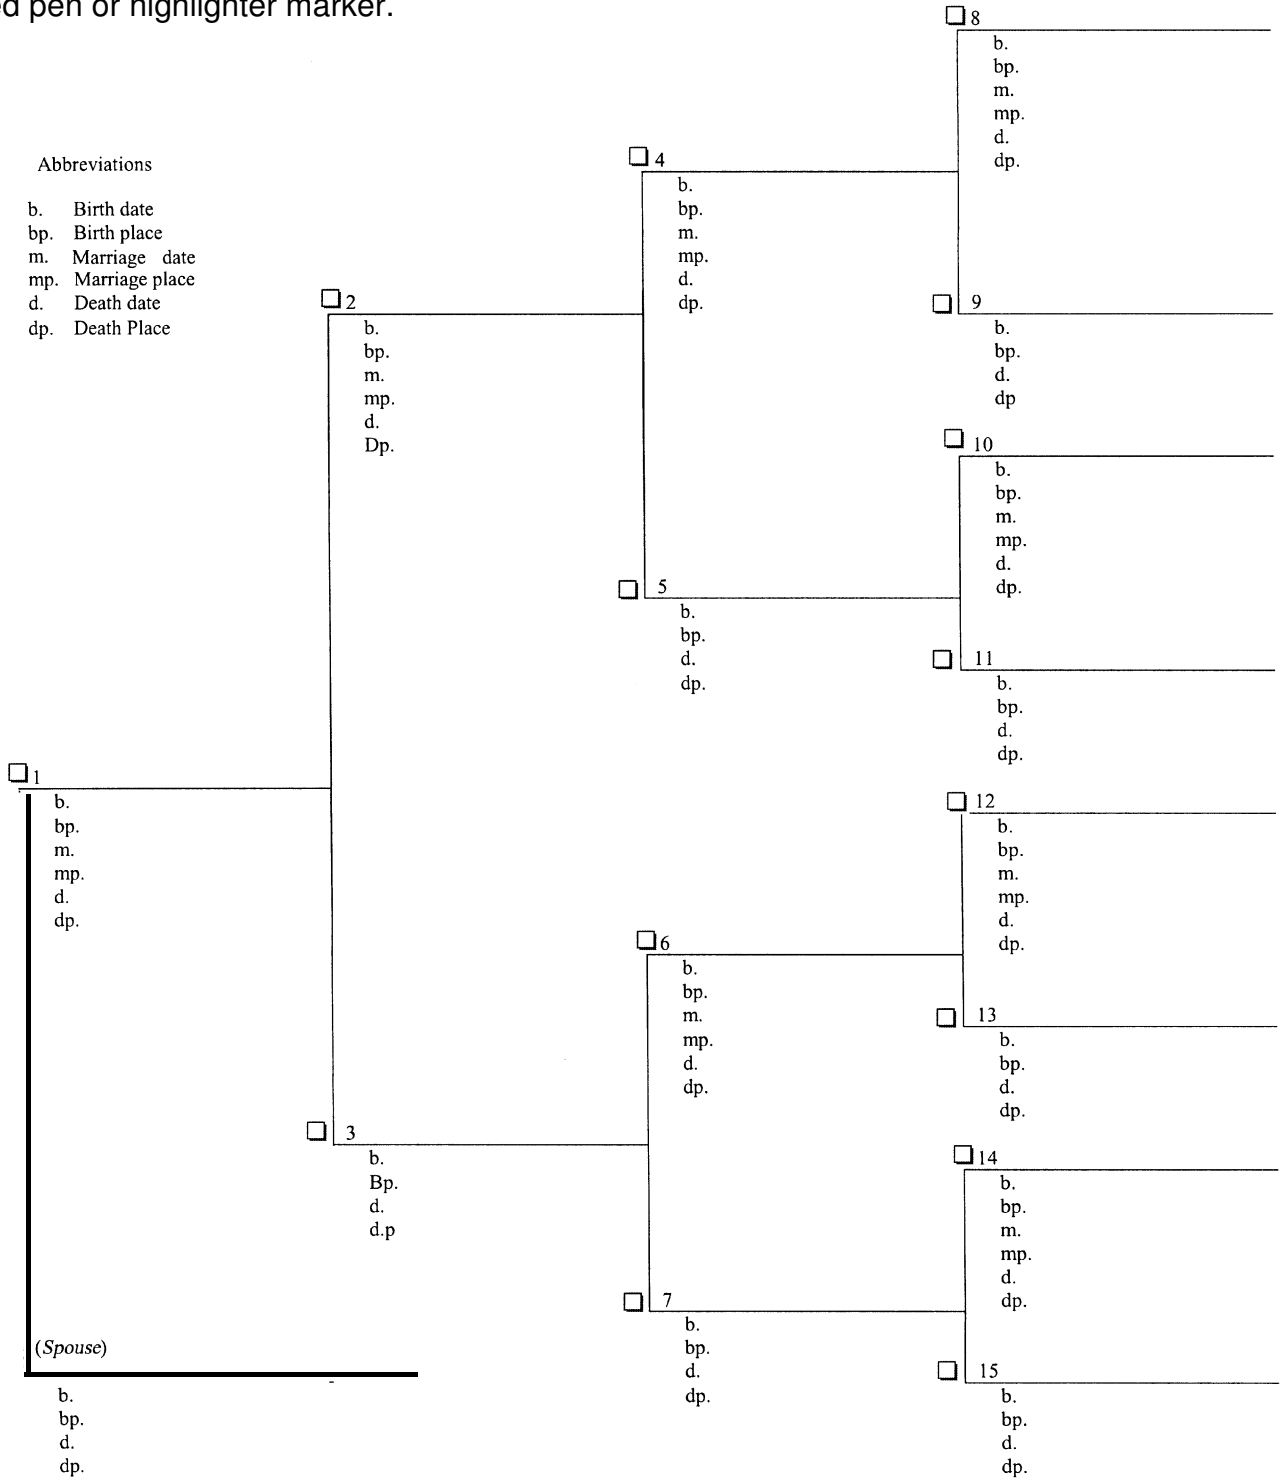 ed pen or highlighter marker.
Abbreviations
b. Birth date
bp. Birth place
m. Marriage date
mp. Marriage place
d. Death date
dp. Death Place
1
b.
bp.
m.
mp.
d.
dp.
(Spouse)
b.
bp.
d.
dp.
2
b.
bp.
m.
mp.
d.
Dp.
3
b.
Bp.
d.
d.p
4
b.
bp.
m.
mp.
d.
dp.
5
b.
bp.
d.
dp.
6
b.
bp.
m.
mp.
d.
dp.
7
b.
bp.
d.
dp.
8
b.
bp.
m.
mp.
d.
dp.
9
b.
bp.
d.
dp
10
b.
bp.
m.
mp.
d.
dp.
11
b.
bp.
d.
dp.
12
b.
bp.
m.
mp.
d.
dp.
13
b.
bp.
d.
dp.
14
b.
bp.
m.
mp.
d.
dp.
15
b.
bp.
d.
dp.